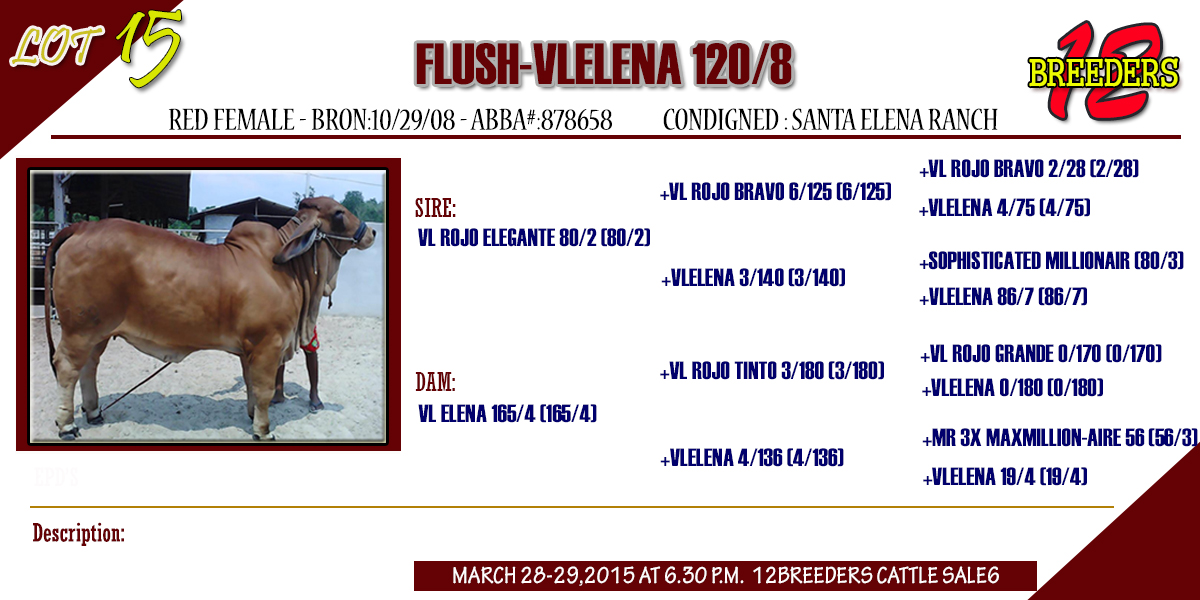 LOT 15
FLUSH-VLELENA 120/8
12
BREEDERS
RED FEMALE - BRON:10/29/08 - ABBA#:878658 CONDIGNED : SANTA ELENA RANCH
SIRE:
VL ROJO ELEGANTE 80/2 (80/2)
+VL ROJO BRAVO 6/125 (6/125)
+VLELENA 3/140 (3/140)
+VL ROJO BRAVO 2/28 (2/28)
+VLELENA 4/75 (4/75)
+SOPHISTICATED MILLIONAIR (80/3)
+VLELENA 86/7 (86/7)
DAM:
VL ELENA 165/4 (165/4)
+VL ROJO TINTO 3/180 (3/180)
+VLELENA 4/136 (4/136)
+VL ROJO GRANDE 0/170 (0/170)
+VLELENA 0/180 (0/180)
+MR 3X MAXMILLION-AIRE 56 (56/3)
+VLELENA 19/4 (19/4)
EPD'S
Description:
MARCH 28-29,2015 AT 6.30 P.M. 12BREEDERS CATTLE SALE6